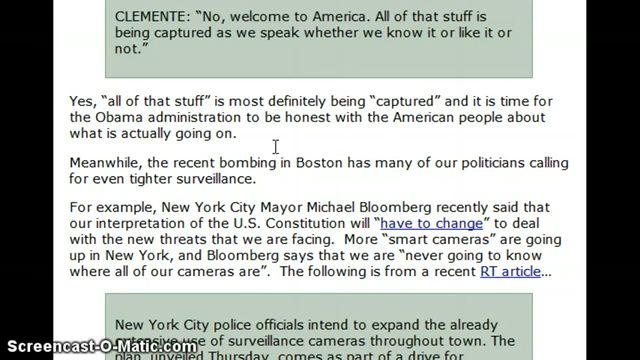 CLEMENTE: “No, welcome to America. All of that stuff is
being captured as we speak whether we know it or like it or
not.”
Yes, “all of that stuff” is most definitely being “captured” and it is time for
the Obama administration to be honest with the American people about
what is actually going on.
Meanwhile, the recent bombing in Boston has many of our politicians calling
for even tighter surveillance.
For example, New York City Mayor Michael Bloomberg recently said that
our interpretation of the U.S. Constitution will “have to change” to deal
with the new threats that we are facing.  More “smart cameras” are going
up in New York, and Bloomberg says that we are “never going to know
where all of our cameras are”.  The following is from a recent RT article…
New York City police officials intend to expand the already
extensive use of surveillance cameras throughout town. The
plan, unveiled Thursday, comes as part of a drive for
Screencast-O-Matic.com